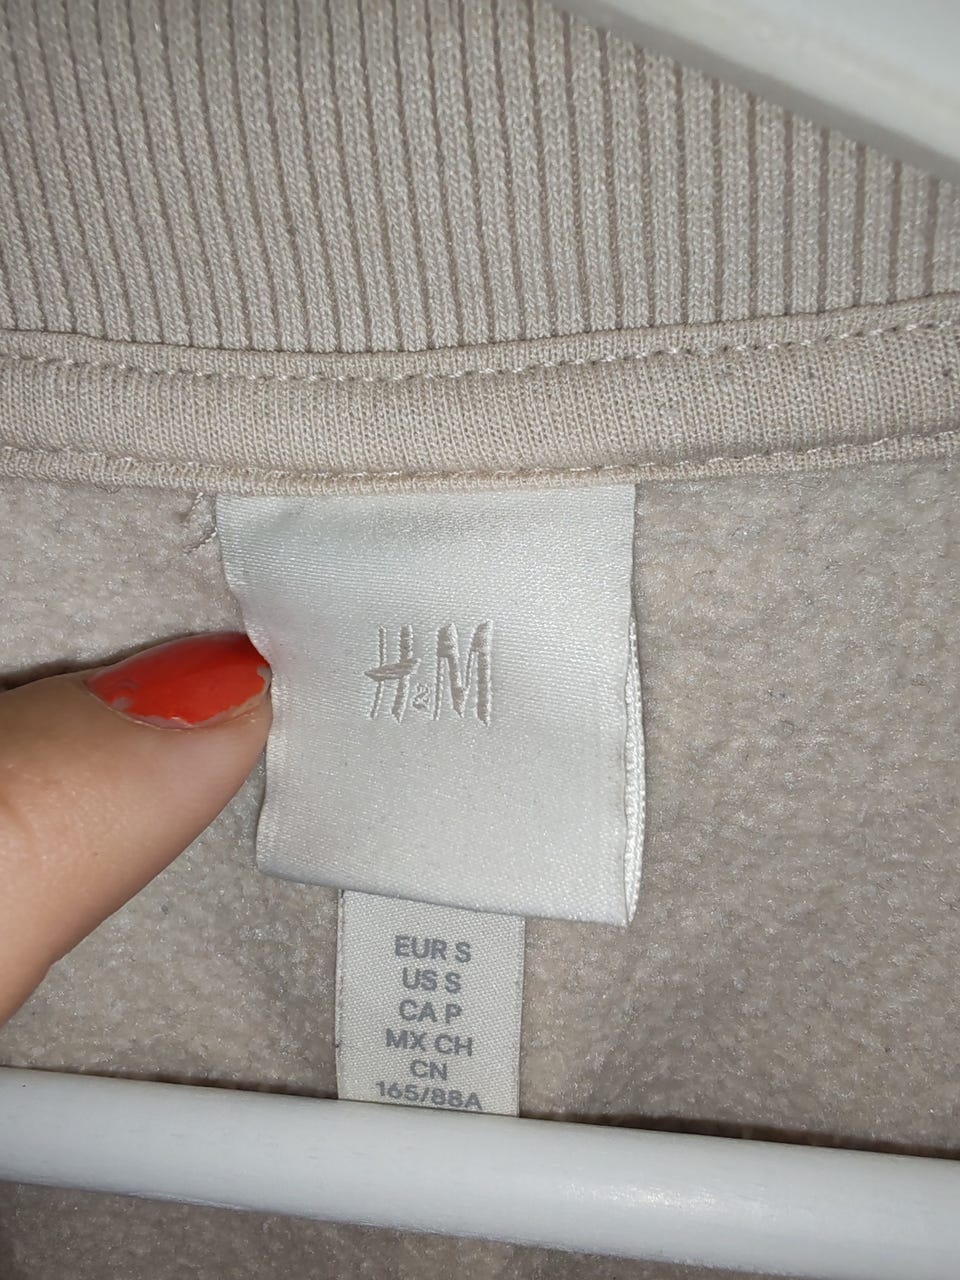 H&M
EUR S
US S
CA P
MX CH
CN
165/88A